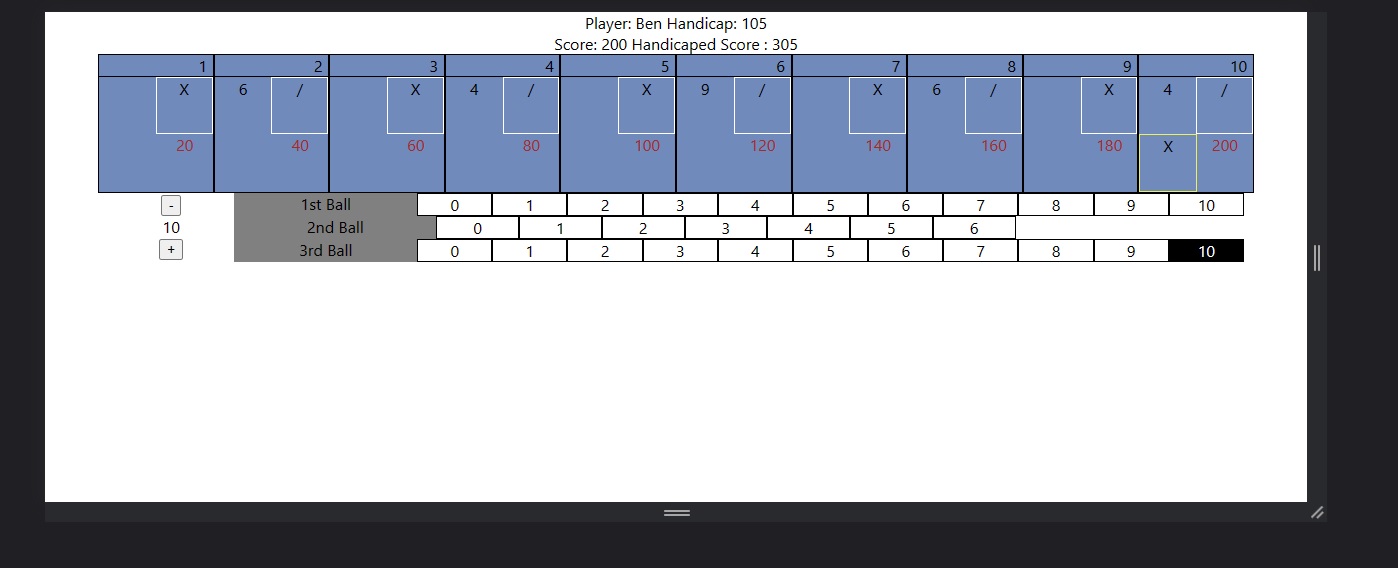 Player: Ben Handicap: 105
Score: 200 Handicaped Score : 305
1 2 3 4 5 6 7 8 9 10
X 6 / X 4 / X 9 / X 6 / X 4 /
20 40 60 80 100 120 140 160 180 X 200
- 1st Ball 0 1 2 3 4 5 6 7 8 9 10
10 2nd Ball 0 1 2 3 4 5 6
+ 3rd Ball 0 1 2 3 4 5 6 7 8 9 10